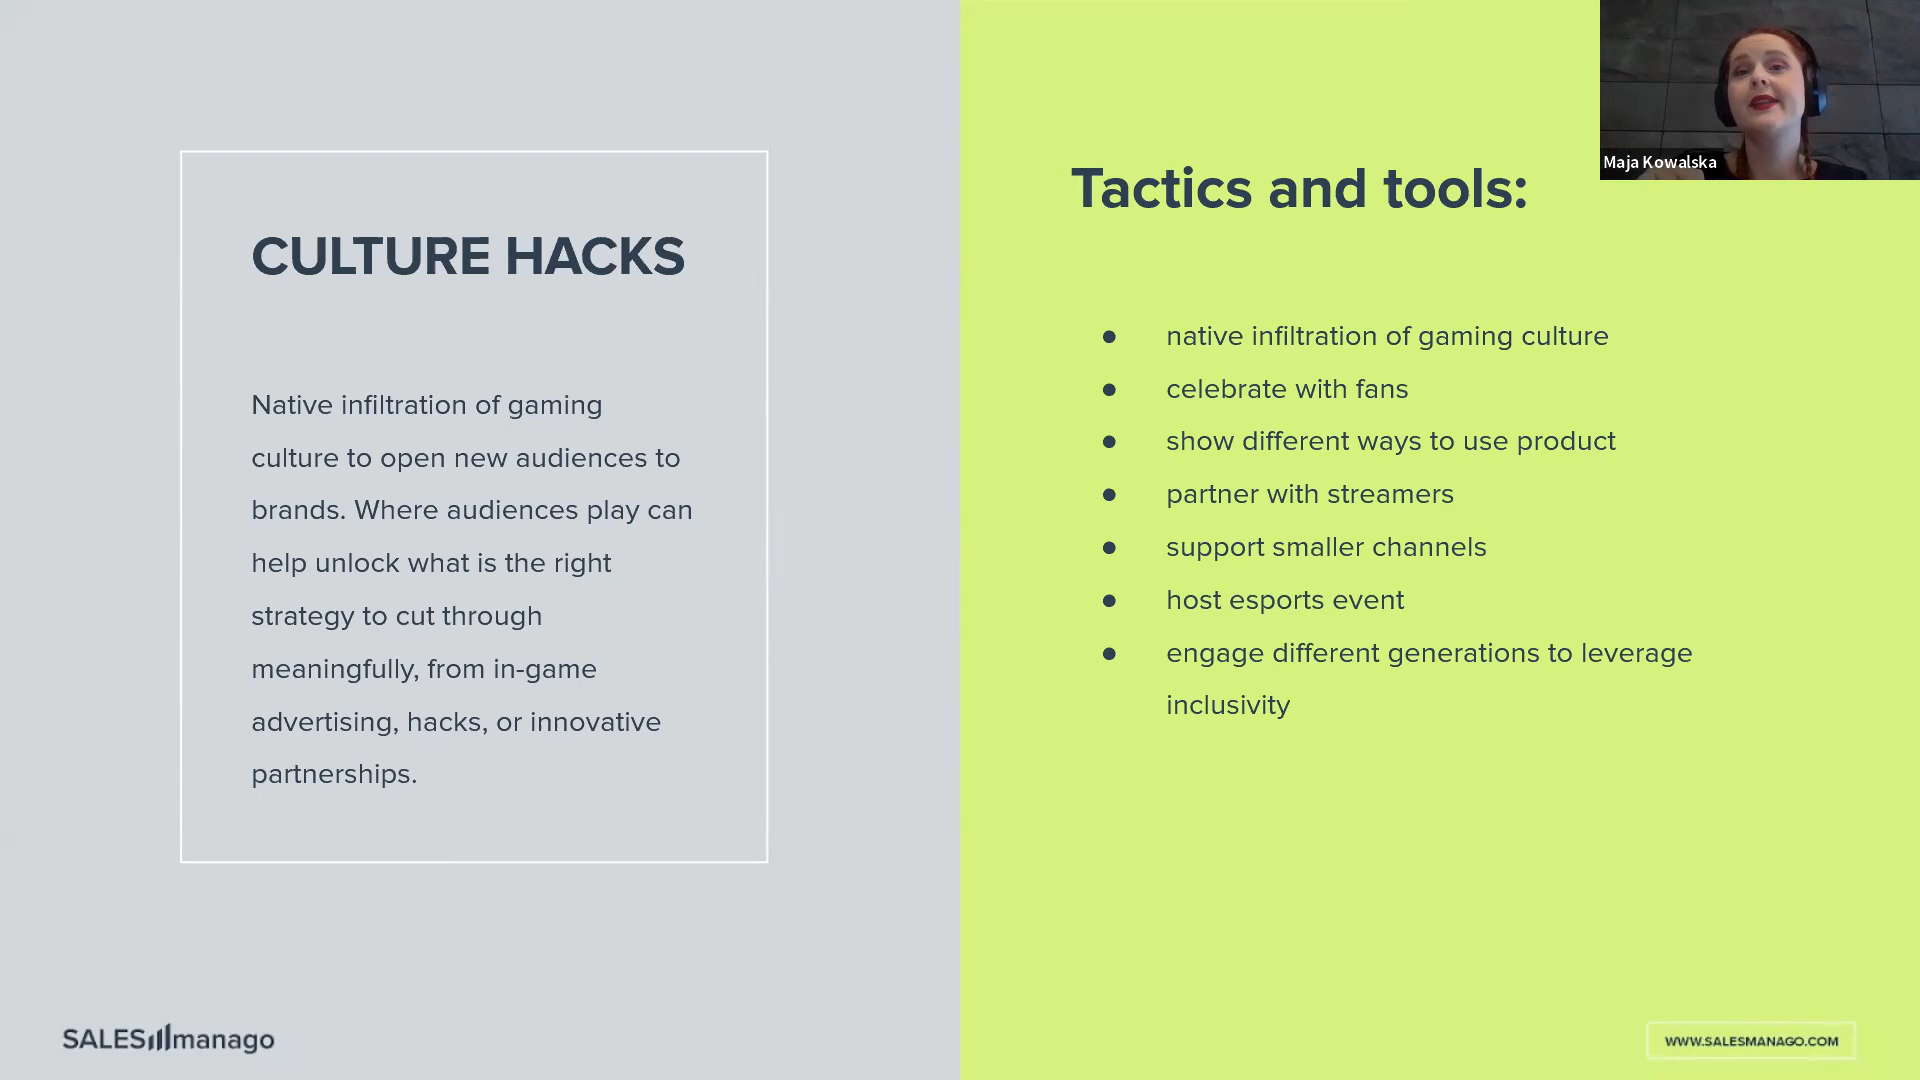 CULTURE HACKS
Native infiltration of gaming
culture to open new audiences to
brands. Where audiences play can
help unlock what is the right
strategy to cut through
meaningfully, from in-game
advertising, hacks, or innovative
partnerships.
SALESmanago
Tactics and tools:
● native infiltration of gaming culture
● celebrate with fans
● show different ways to use product
● partner with streamers
● support smaller channels
● host esports event
● engage different generations to leverage
inclusivity
Maja Kowalska
WWW.SALESMANAGO.COM